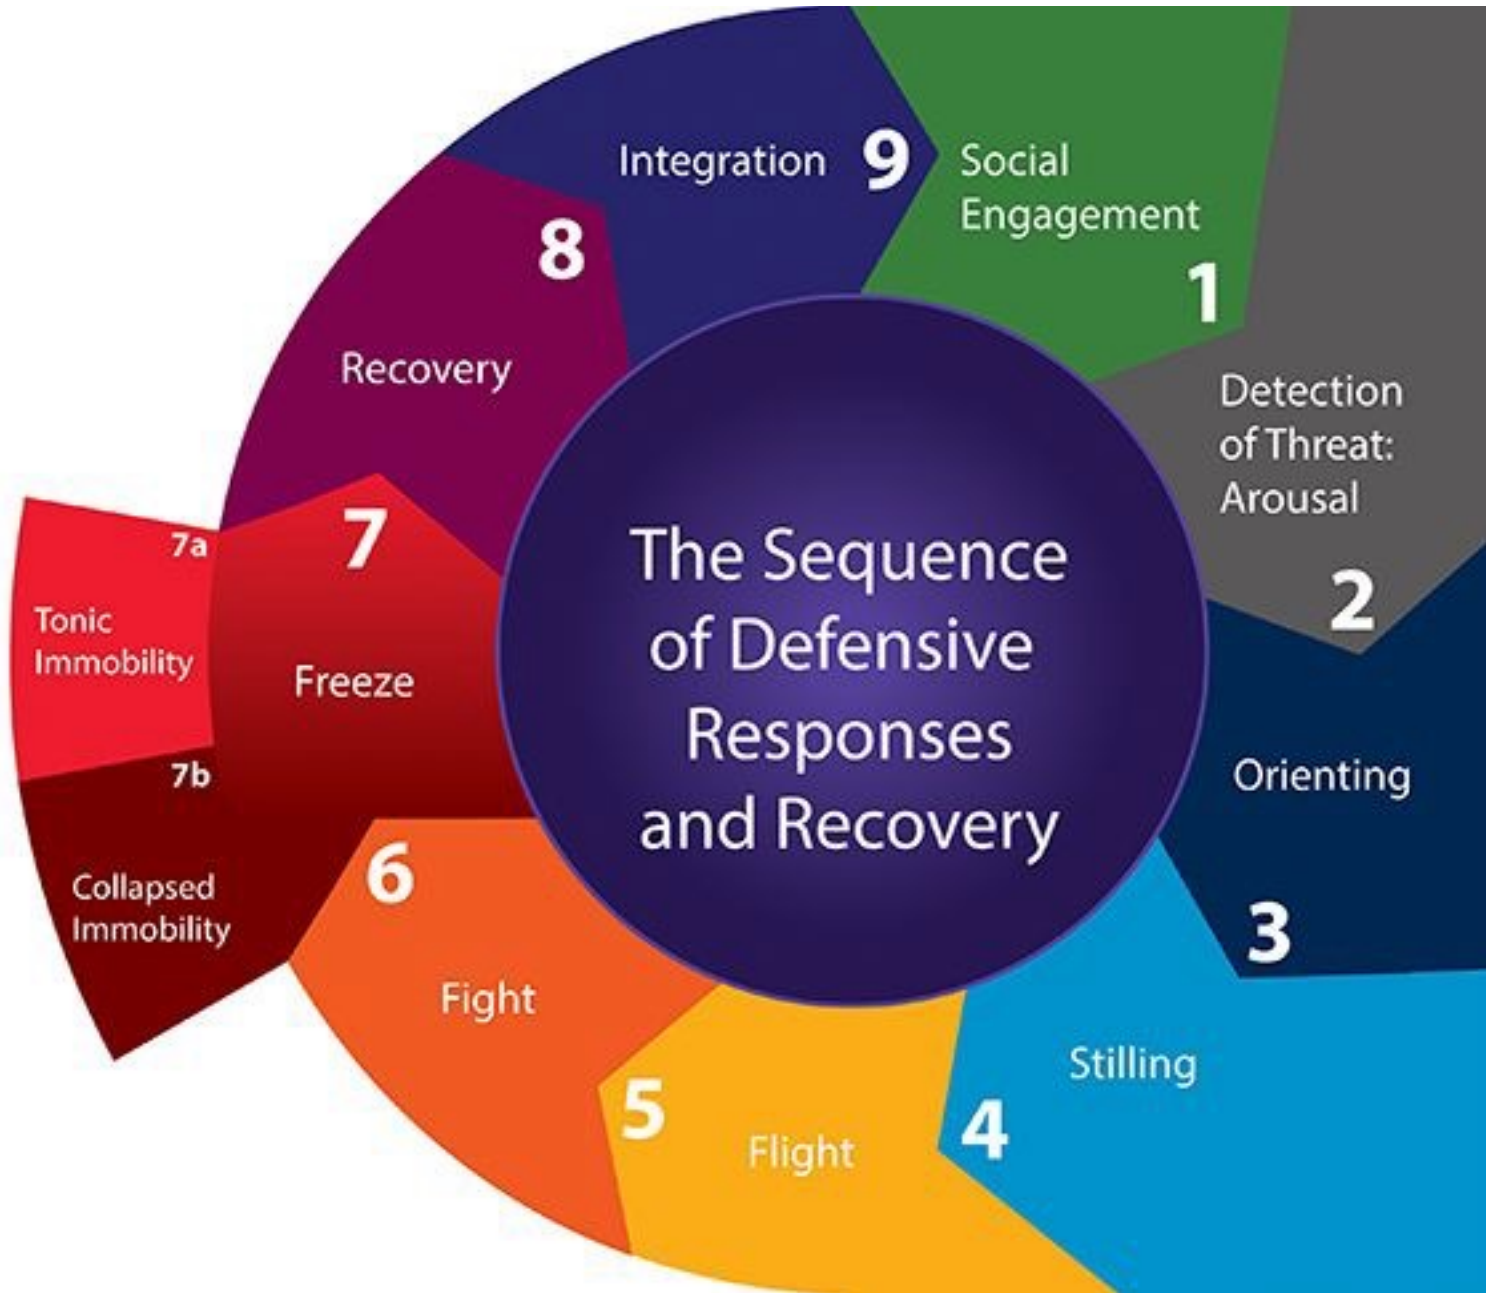 The Sequence
of Defensive
Responses
and Recovery
Social
Engagement
1
Detection
of Threat:
Arousal
2
Orienting
3
Stilling
4
Flight
5
Fight
6
Freeze
7
7a
Tonic
Immobility
7b
Collapsed
Immobility
Recovery
8
Integration
9